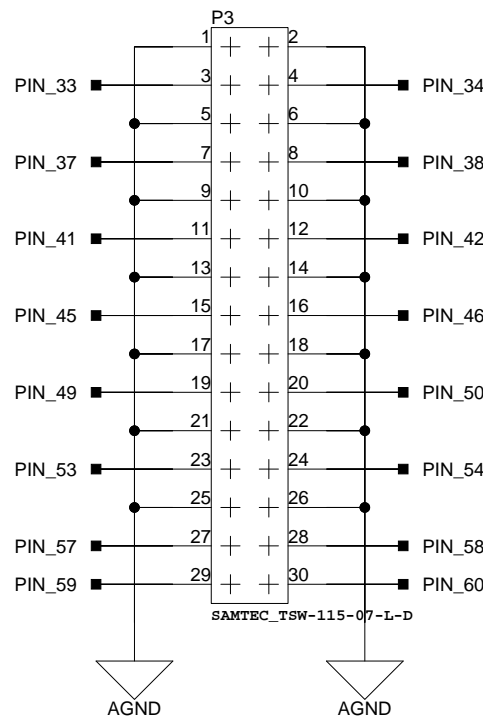 P3
1 2
PIN_33 3 4 PIN_34
5 6
PIN_37 7 8 PIN_38
9 10
PIN_41 11 12 PIN_42
13 14
PIN_45 15 16 PIN_46
17 18
PIN_49 19 20 PIN_50
21 22
PIN_53 23 24 PIN_54
25 26
PIN_57 27 28 PIN_58
PIN_59 29 30 PIN_60
SAMTEC_TSW-115-07-L-D
AGND AGND